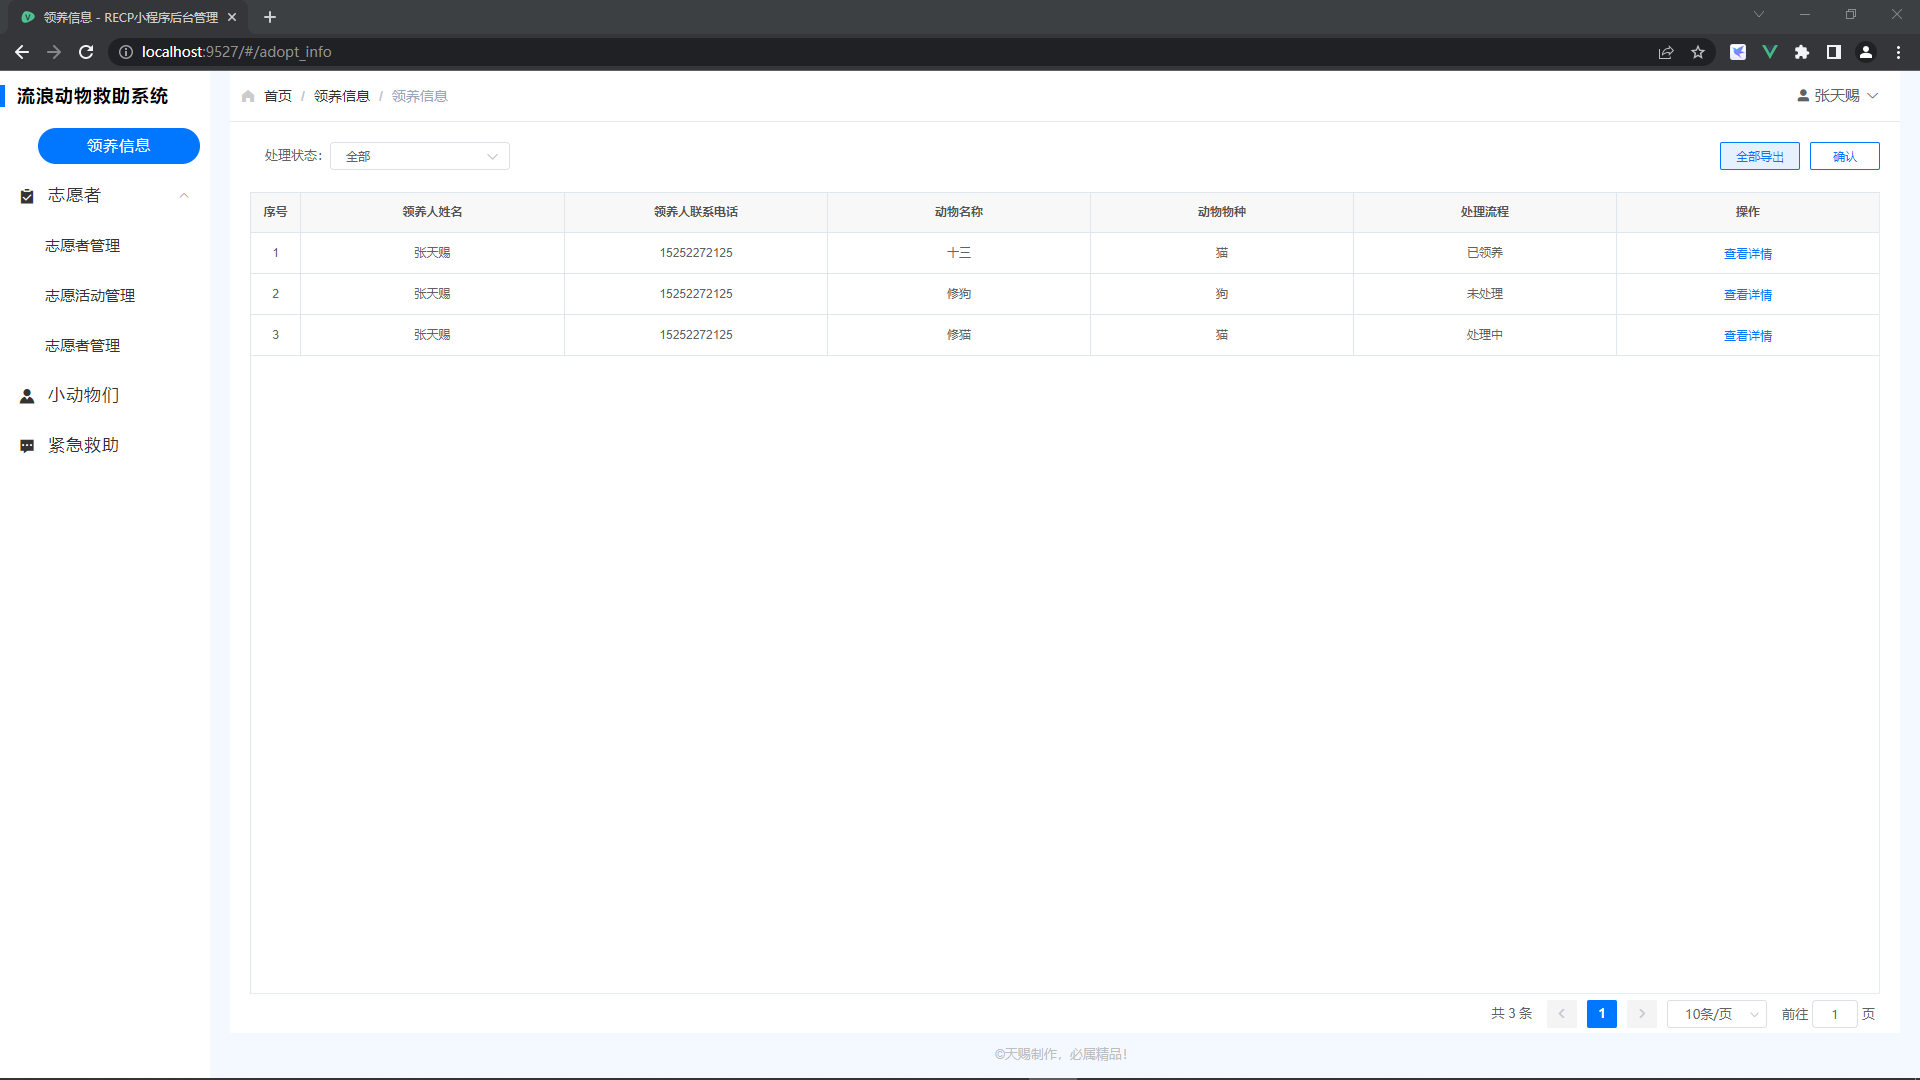 领养信息 - RECP小程序后台管理
localhost:9527/#/adopt_info
流浪动物救助系统
领养信息
志愿者
志愿者管理
志愿活动管理
志愿者管理
小动物们
紧急救助
首页 / 领养信息 / 领养信息
张天赐
处理状态: 全部
全部导出 确认
序号 领养人姓名 领养人联系电话 动物名称 动物物种 处理流程 操作
1 张天赐 15252272125 十三 猫 已领养 查看详情
2 张天赐 15252272125 修狗 狗 未处理 查看详情
3 张天赐 15252272125 修猫 猫 处理中 查看详情
共 3 条 1 10条/页 前往 1 页
©天赐制作，必属精品！